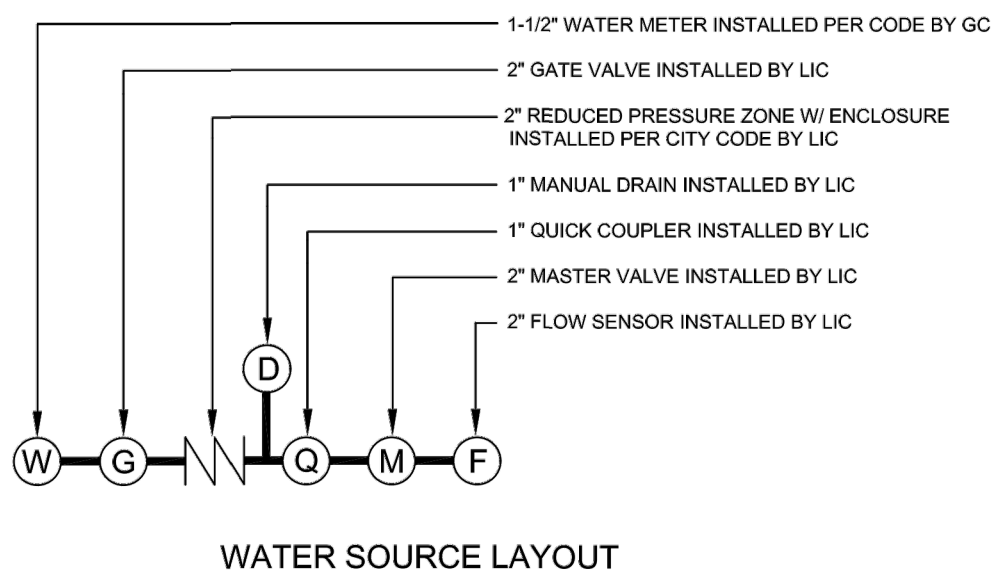 1-1/2" WATER METER INSTALLED PER CODE BY GC
2" GATE VALVE INSTALLED BY LIC
2" REDUCED PRESSURE ZONE W/ ENCLOSURE
INSTALLED PER CITY CODE BY LIC
1" MANUAL DRAIN INSTALLED BY LIC
1" QUICK COUPLER INSTALLED BY LIC
2" MASTER VALVE INSTALLED BY LIC
2" FLOW SENSOR INSTALLED BY LIC
D
W G Q M F
WATER SOURCE LAYOUT